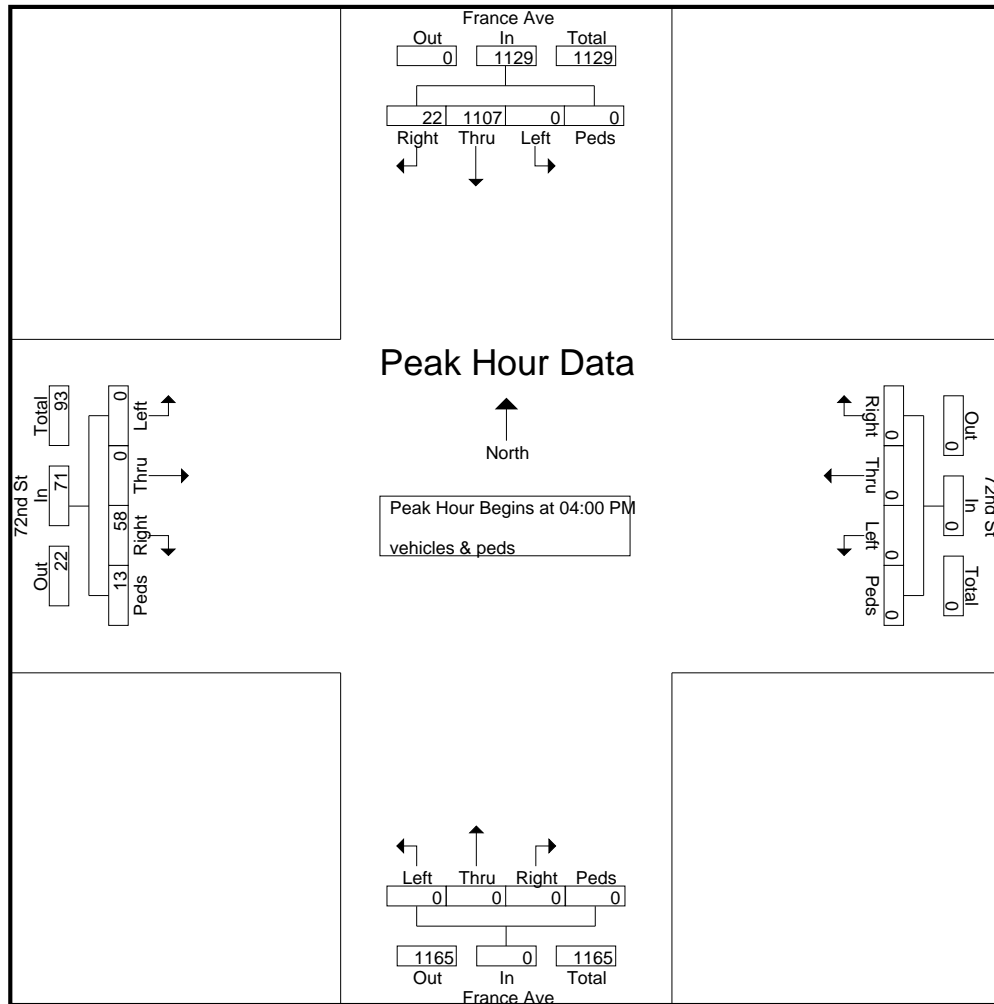 France Ave
Out In Total
0 1129 1129
22 1107 0 0
Right Thru Left Peds
Peak Hour Data
North
Peak Hour Begins at 04:00 PM
vehicles & peds
72nd St
Out In Total
22 71 93
0 0 58 13
Left Thru Right Peds
72nd St
Out In Total
0 0 0
0 0 0 0
Right Thru Left Peds
Left Thru Right Peds
0 0 0 0
1165 0 1165
Out In Total
France Ave